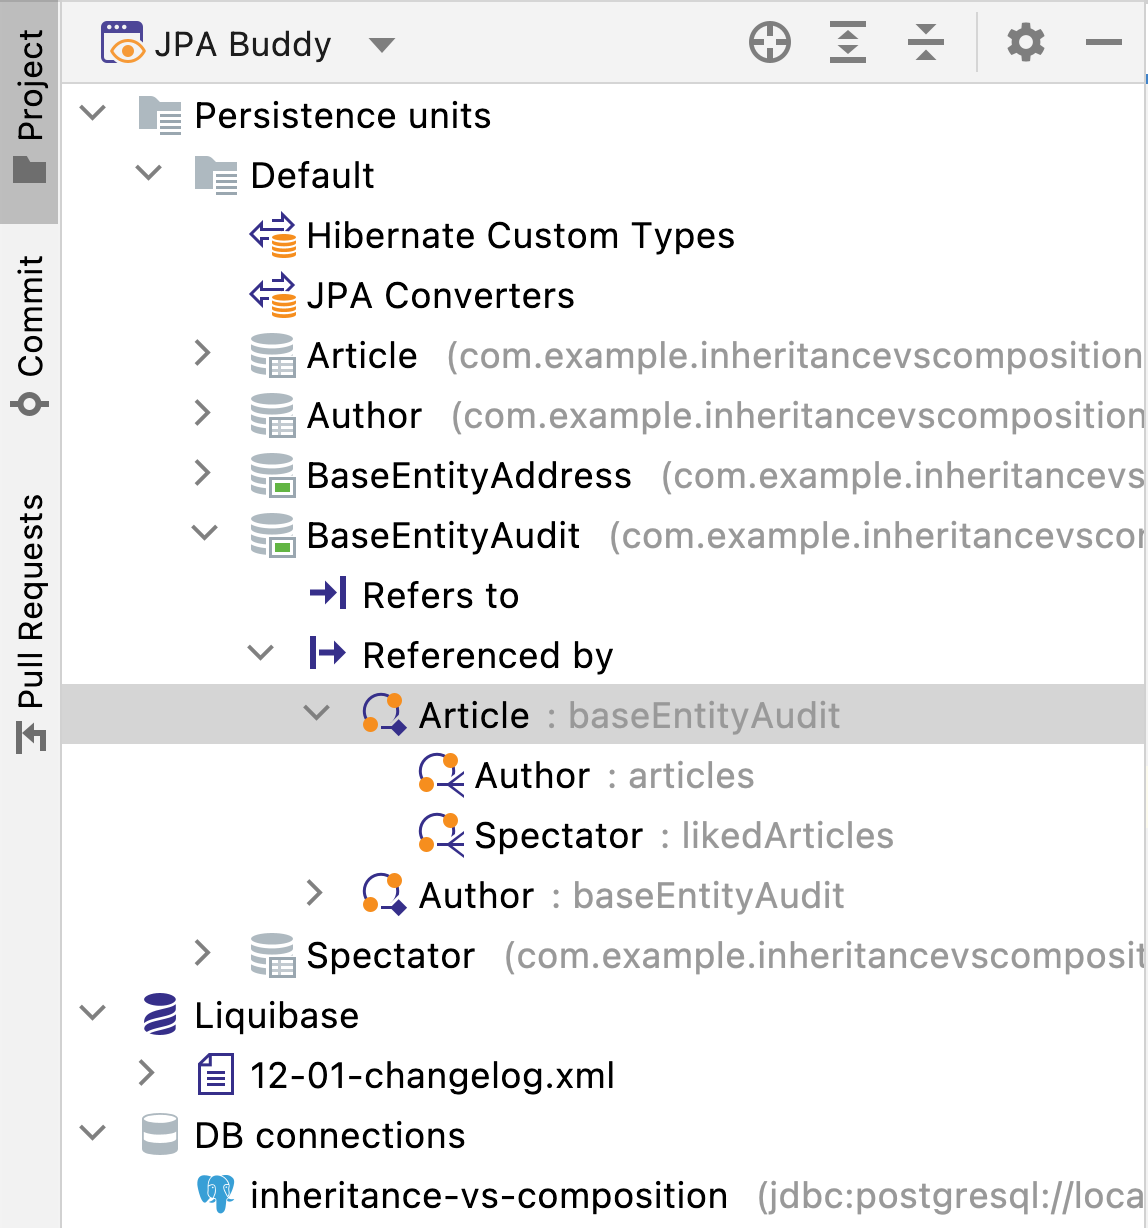 Project
Commit
Pull Requests
JPA Buddy
Persistence units
Default
Hibernate Custom Types
JPA Converters
Article (com.example.inheritancevscomposition
Author (com.example.inheritancevscomposition
BaseEntityAddress (com.example.inheritancevs
BaseEntityAudit (com.example.inheritancevscor
Refers to
Referenced by
Article : baseEntityAudit
Author : articles
Spectator : likedArticles
Author : baseEntityAudit
Spectator (com.example.inheritancevscomposit
Liquibase
12-01-changelog.xml
DB connections
inheritance-vs-composition (jdbc:postgresql://loca